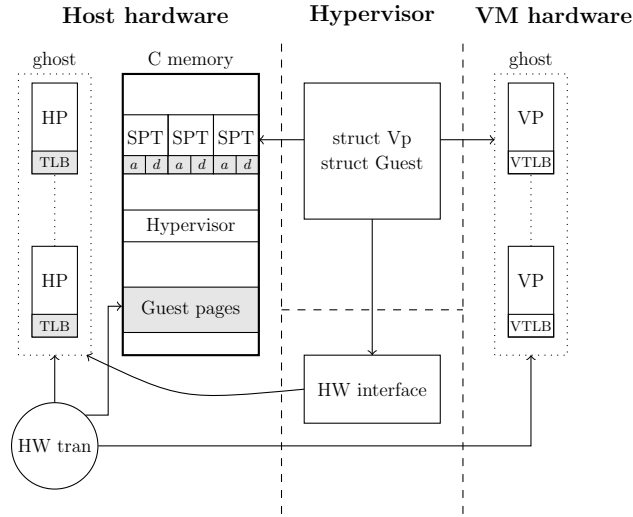 Host hardware
Hypervisor
VM hardware
ghost
C memory
ghost
HP
TLB
SPT SPT SPT
a d a d a d
struct Vp
struct Guest
VP
VTLB
Hypervisor
HP
TLB
Guest pages
VP
VTLB
HW interface
HW tran